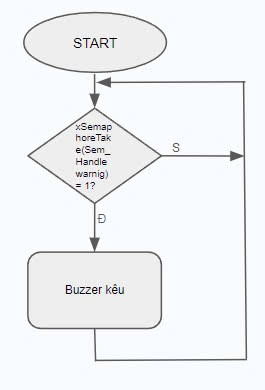 START
xSemap
horeTak
e(Sem_
Handle
warnig)
= 1?
S
Đ
Buzzer kêu